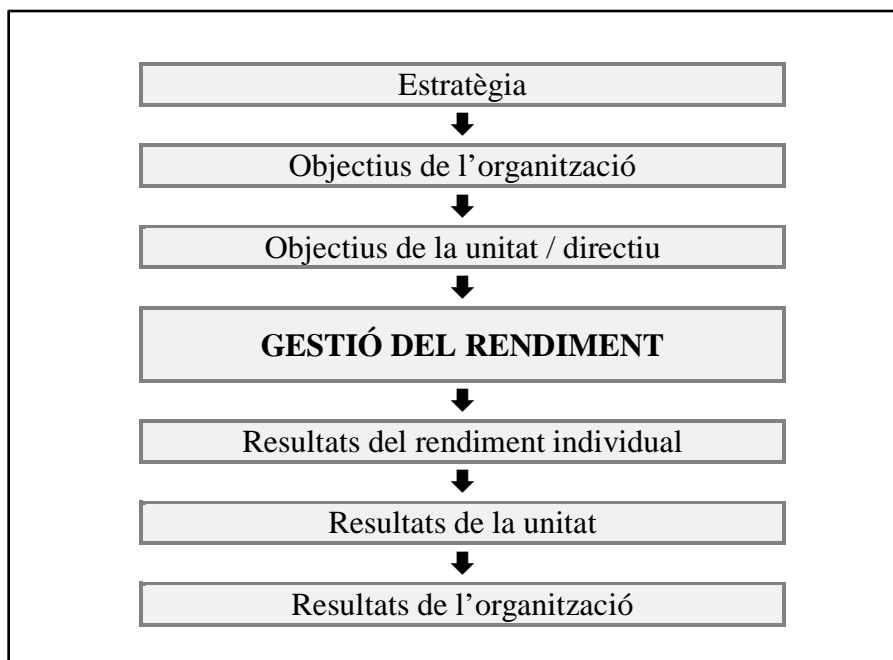 Estratègia
Objectius de l’organització
Objectius de la unitat / directiu
GESTIÓ DEL RENDIMENT
Resultats del rendiment individual
Resultats de la unitat
Resultats de l’organització